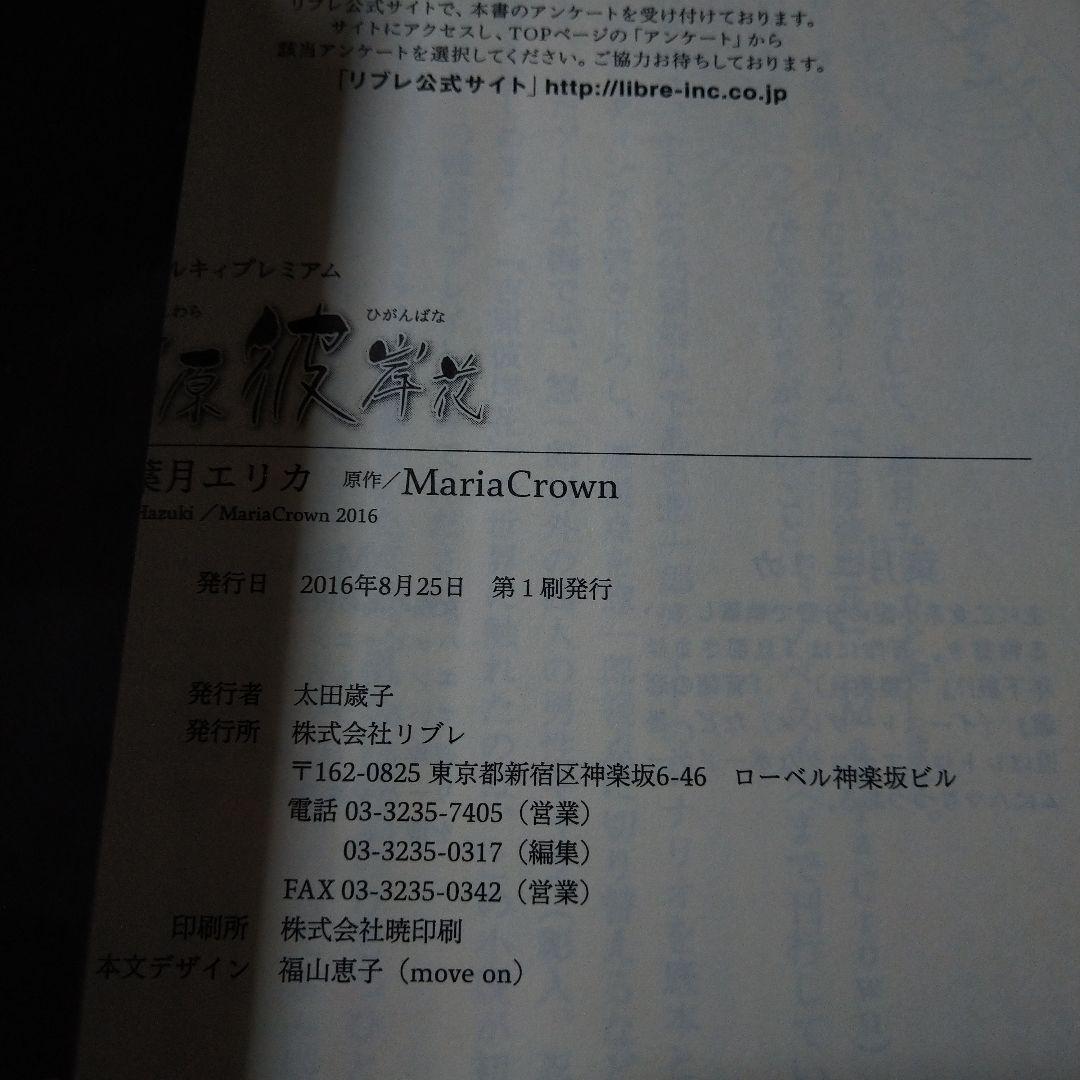 リブレ公式サイトで、本書のアンケートを受け付けております。
サイトにアクセスし、TOPページの「アンケート」から
該当アンケートを選択してください。ご協力お待ちしております。
「リブレ公式サイト」http://libre-inc.co.jp
ルキィプレミアム
わら ひがんばな
原彼岸花
葉月エリカ 原作／MariaCrown
Hazuki ／MariaCrown 2016
発行日 2016年8月25日 第1刷発行
発行者 太田歳子
発行所 株式会社リブレ
〒162-0825 東京都新宿区神楽坂6-46 ローベル神楽坂ビル
電話 03-3235-7405（営業）
03-3235-0317（編集）
FAX 03-3235-0342（営業）
印刷所 株式会社暁印刷
本文デザイン 福山恵子（move on）